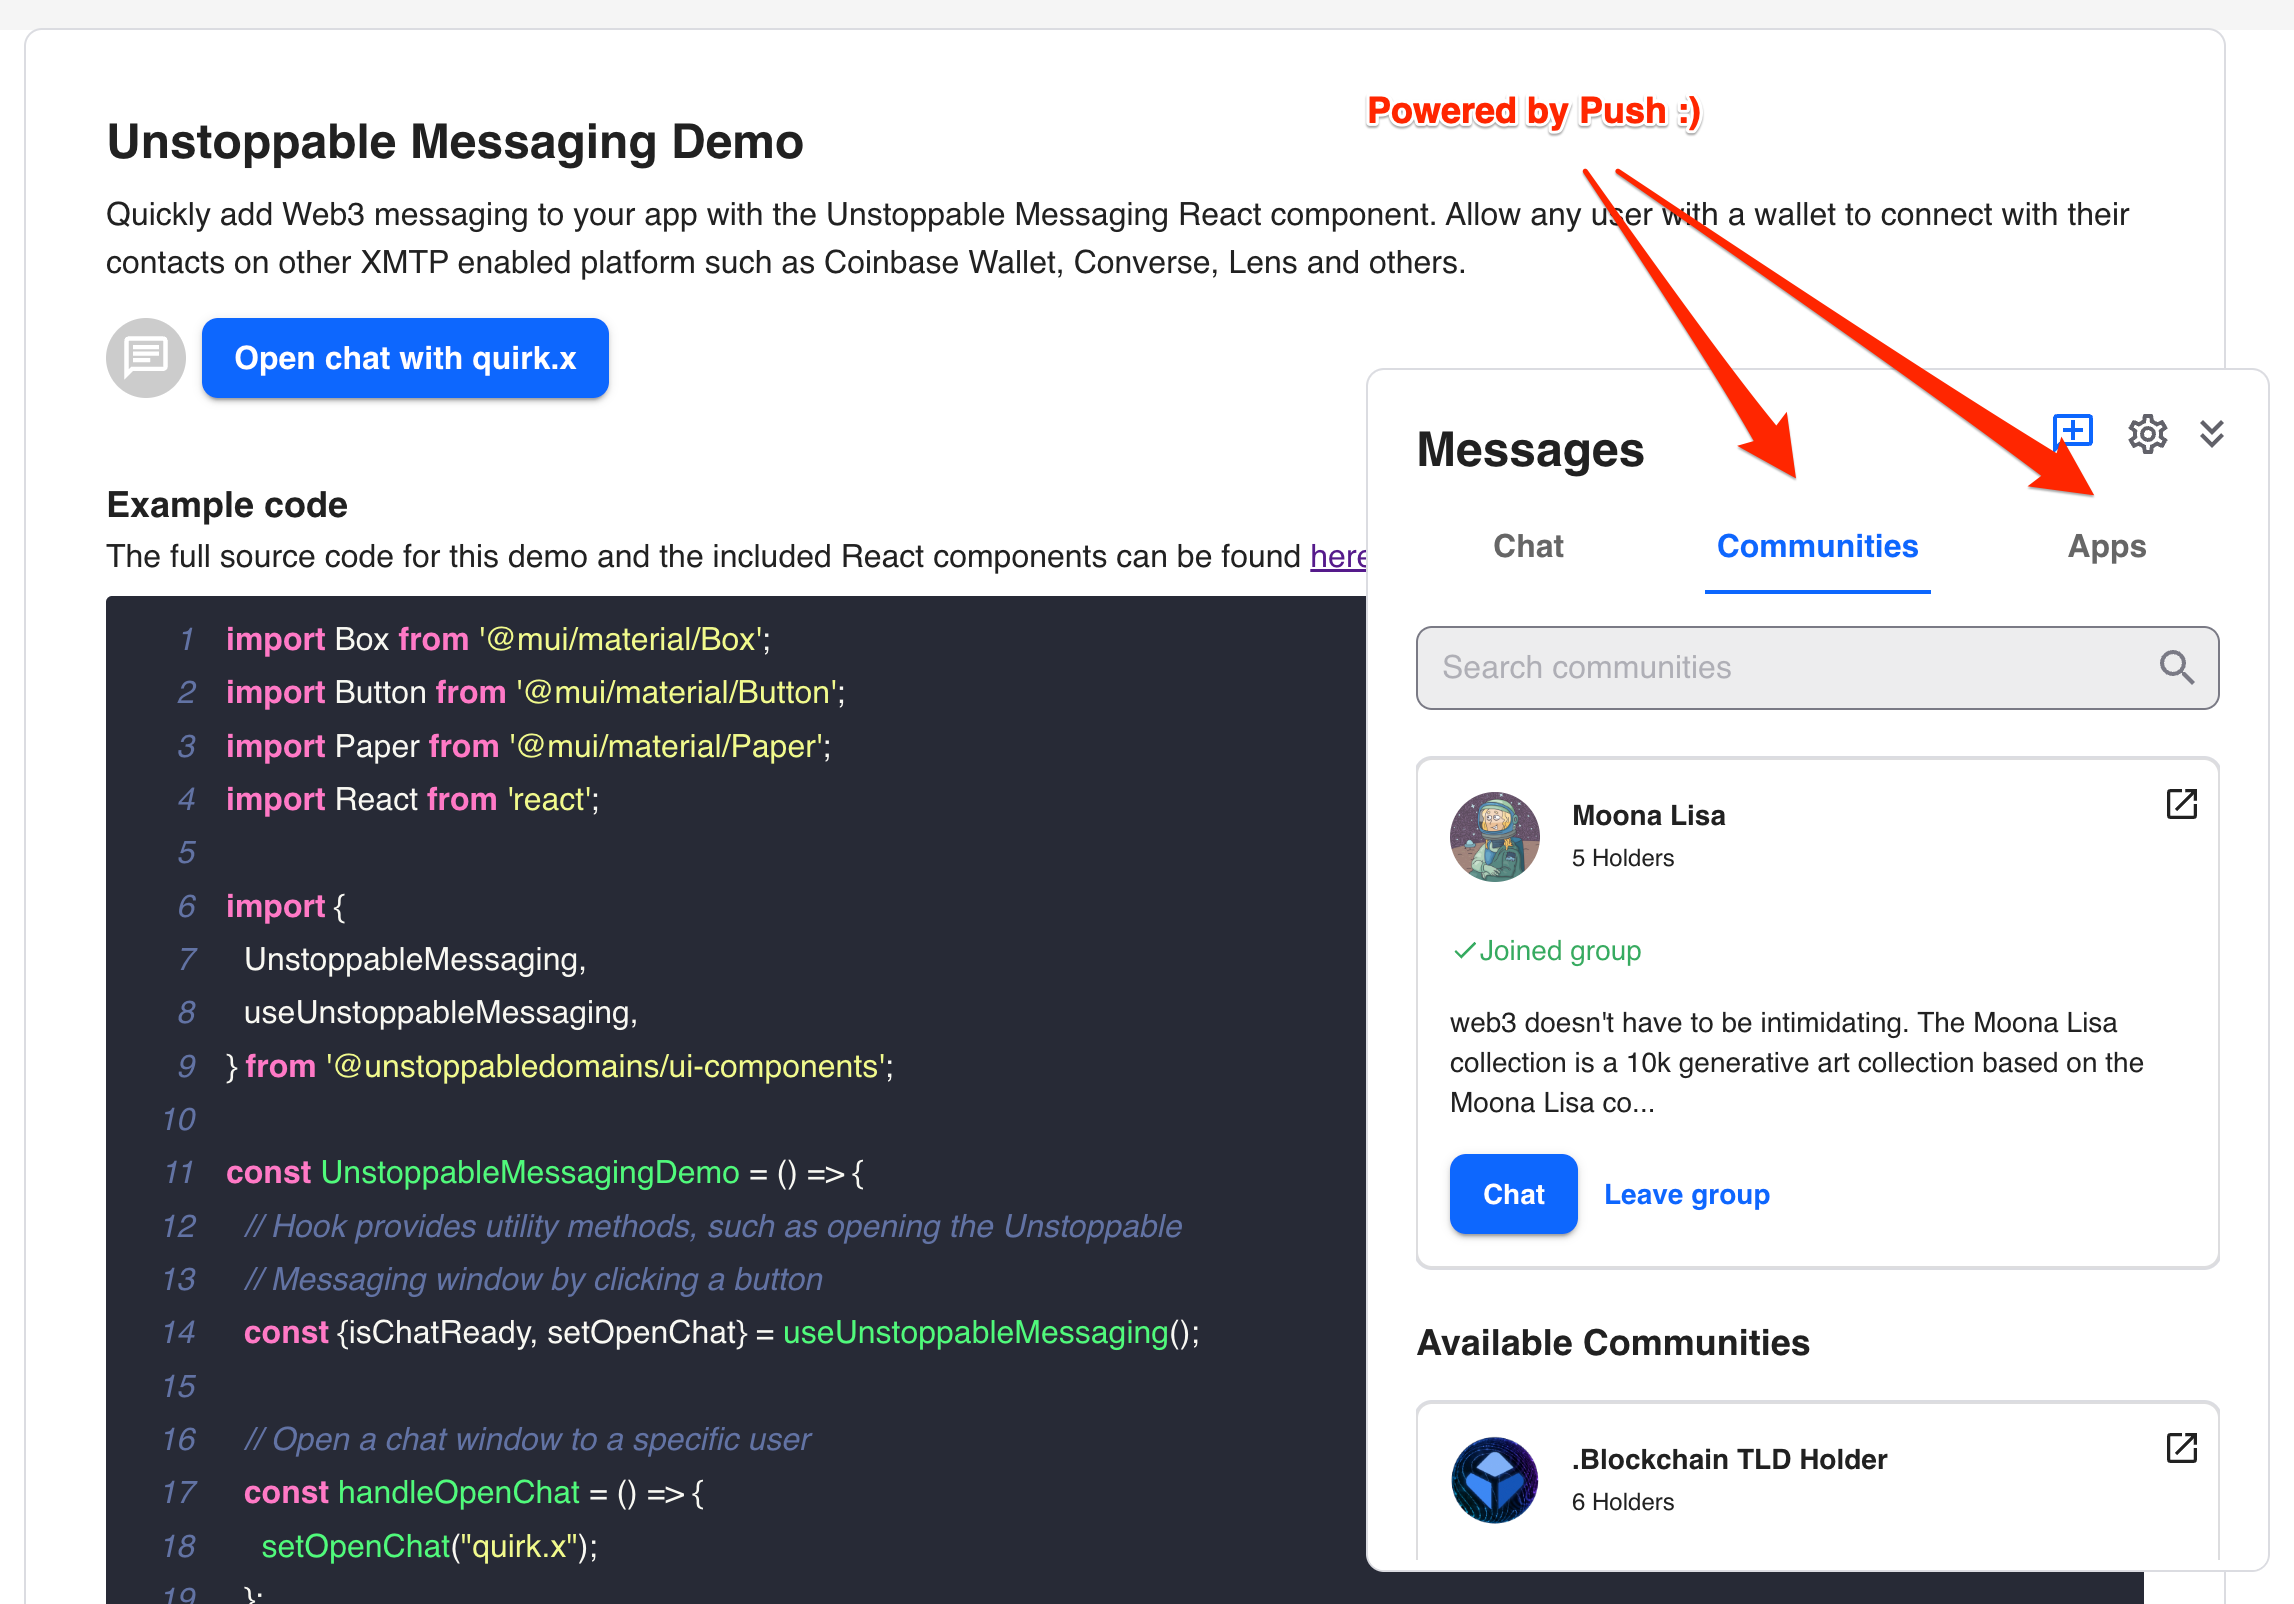 Powered by Push :)
Unstoppable Messaging Demo
Quickly add Web3 messaging to your app with the Unstoppable Messaging React component. Allow any user with a wallet to connect with their
contacts on other XMTP enabled platform such as Coinbase Wallet, Converse, Lens and others.
Open chat with quirk.x
Example code
The full source code for this demo and the included React components can be found here
1 import Box from '@mui/material/Box';
2 import Button from '@mui/material/Button';
3 import Paper from '@mui/material/Paper';
4 import React from 'react';
5
6 import {
7 UnstoppableMessaging,
8 useUnstoppableMessaging,
9 } from '@unstoppabledomains/ui-components';
10
11 const UnstoppableMessagingDemo = () => {
12 // Hook provides utility methods, such as opening the Unstoppable
13 // Messaging window by clicking a button
14 const {isChatReady, setOpenChat} = useUnstoppableMessaging();
15
16 // Open a chat window to a specific user
17 const handleOpenChat = () => {
18 setOpenChat("quirk.x");
19 };
Messages
Chat Communities Apps
Search communities
Moona Lisa
5 Holders
Joined group
web3 doesn't have to be intimidating. The Moona Lisa
collection is a 10k generative art collection based on the
Moona Lisa co...
Chat Leave group
Available Communities
.Blockchain TLD Holder
6 Holders